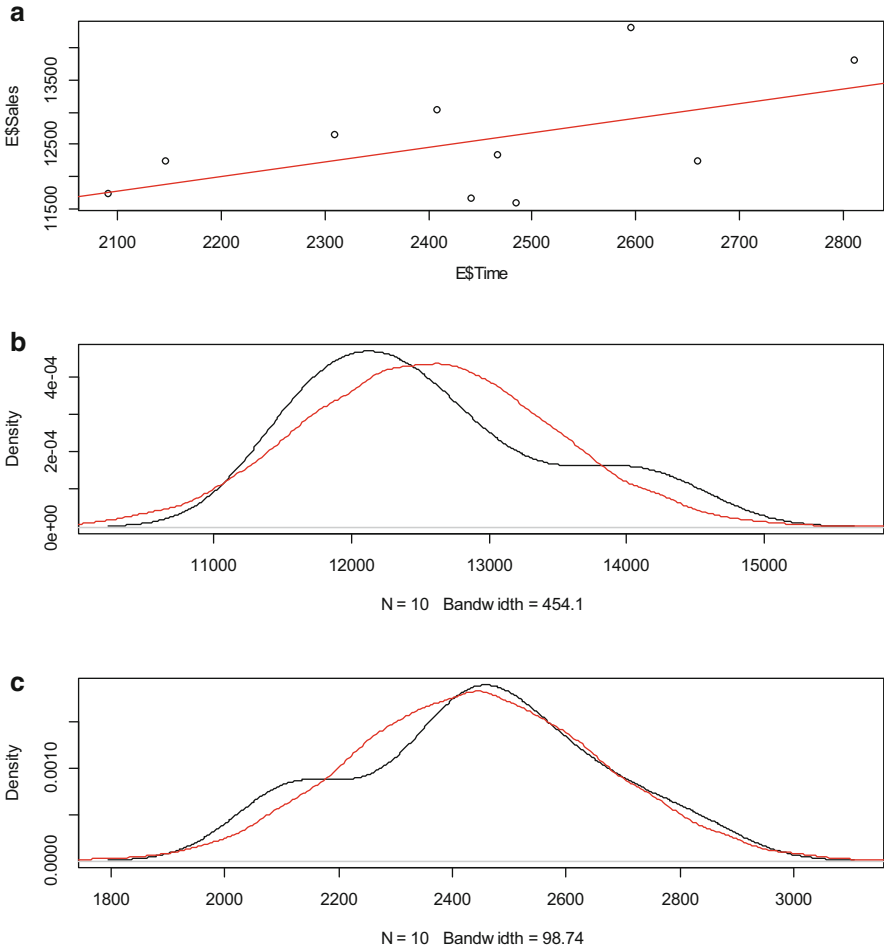 a
E$Sales
11500 12500 13500
2100 2200 2300 2400 2500 2600 2700 2800
E$Time
b
Density
0e+00 2e-04 4e-04
11000 12000 13000 14000 15000
N = 10 Bandwidth = 454.1
c
Density
0.0000 0.0010
1800 2000 2200 2400 2600 2800 3000
N = 10 Bandwidth = 98.74